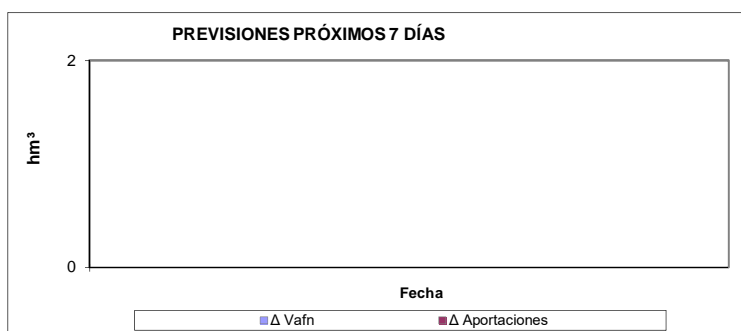 PREVISIONES PRÓXIMOS 7 DÍAS
2
hm³
0
Fecha
Δ Vafn Δ Aportaciones